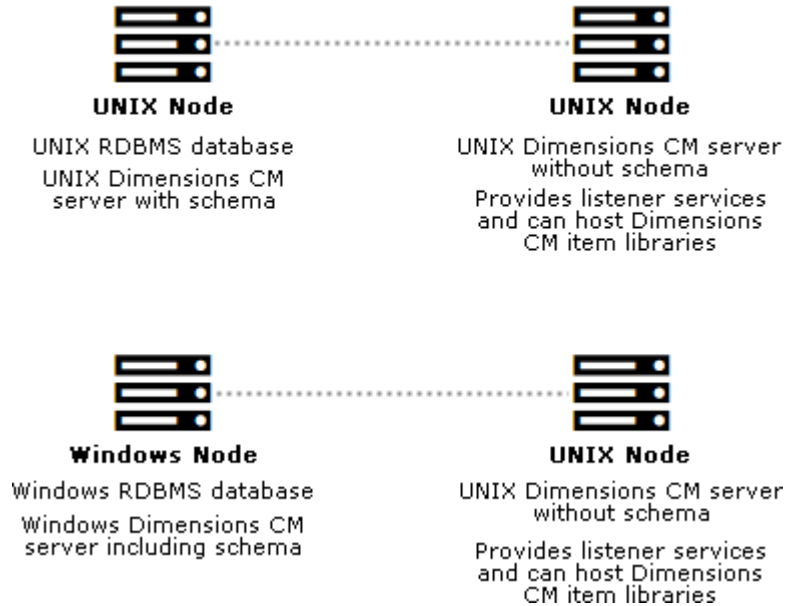 UNIX Node
UNIX RDBMS database
UNIX Dimensions CM
server with schema
UNIX Node
UNIX Dimensions CM server
without schema
Provides listener services
and can host Dimensions
CM item libraries
Windows Node
Windows RDBMS database
Windows Dimensions CM
server including schema
UNIX Node
UNIX Dimensions CM server
without schema
Provides listener services
and can host Dimensions
CM item libraries